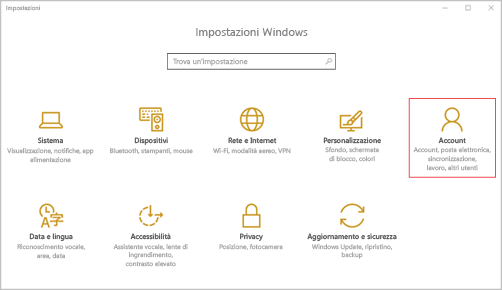 Impostazioni
Impostazioni Windows
Trova un'impostazione
Sistema
Visualizzazione, notifiche, app
alimentazione
Dispositivi
Bluetooth, stampanti, mouse
Rete e Internet
Wi-Fi, modalità aereo, VPN
Personalizzazione
Sfondo, schermate
di blocco, colori
Account
Account, posta elettronica,
sincronizzazione,
lavoro, altri utenti
Data e lingua
Riconoscimento vocale,
area, data
Accessibilità
Assistente vocale, lente di
ingrandimento,
contrasto elevato
Privacy
Posizione, fotocamera
Aggiornamento e sicurezza
Windows Update, ripristino,
backup